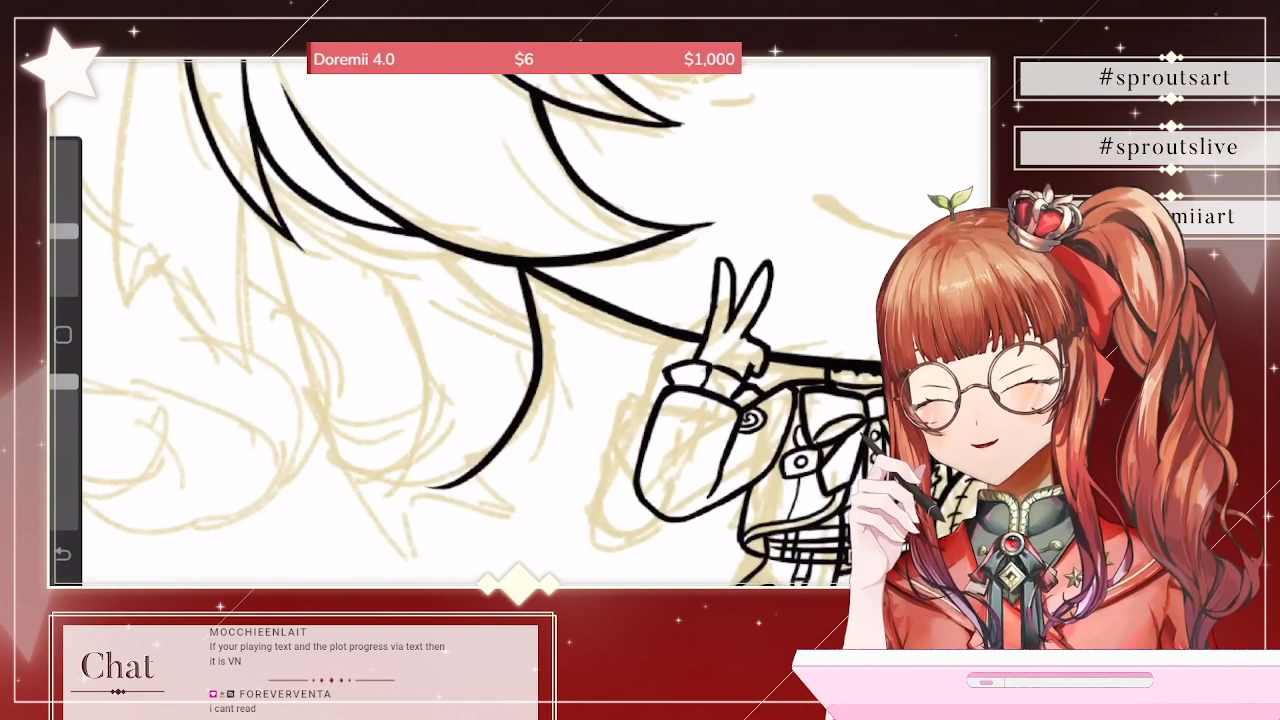 Doremii 4.0 $6 $1,000
#sproutsart
#sproutslive
miiart
Chat
MOCCHIEENLAIT
If your playing text and the plot progress via text then
it is VN
FOREVERVENTA
i cant read